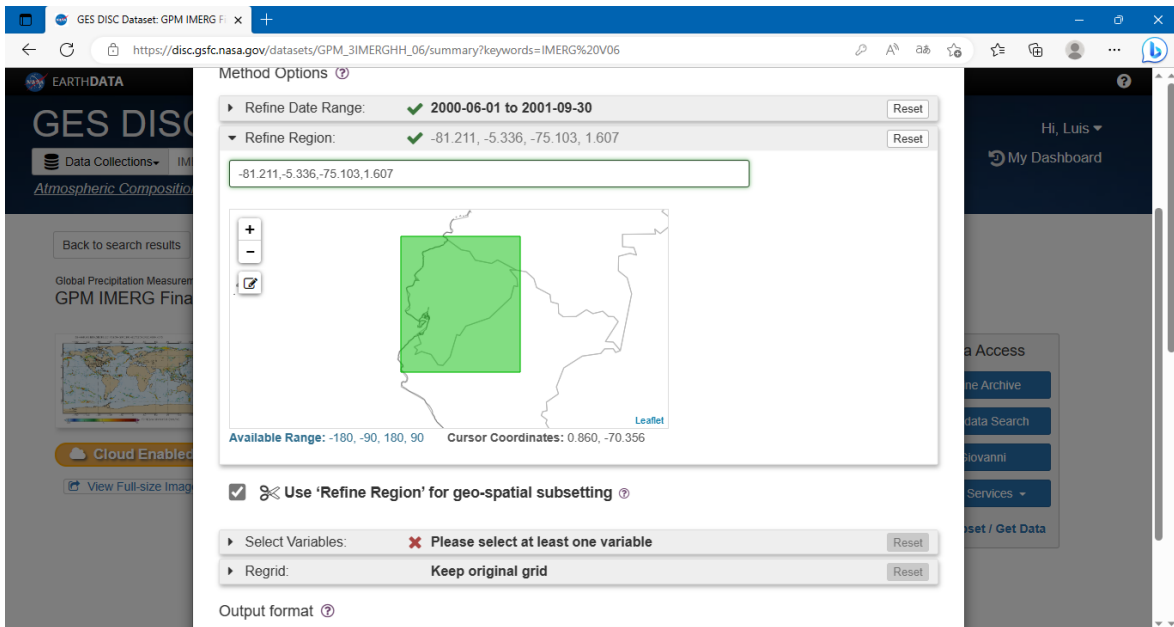 GES DISC Dataset: GPM IMERG F
https://disc.gsfc.nasa.gov/datasets/GPM_3IMERGHH_06/summary?keywords=IMERG%20V06
EARTHDATA
GES DISC
Hi, Luis
Data Collections
IM
My Dashboard
Atmospheric Compositio
Back to search results
Global Precipitation Measurem
GPM IMERG Fina
Cloud Enabled
View Full-size Imag
Method Options
Refine Date Range: 2000-06-01 to 2001-09-30 Reset
Refine Region: -81.211, -5.336, -75.103, 1.607 Reset
-81.211,-5.336,-75.103,1.607
+
-
Leaflet
Available Range: -180, -90, 180, 90 Cursor Coordinates: 0.860, -70.356
Use ‘Refine Region’ for geo-spatial subsetting
Select Variables: Please select at least one variable Reset
Regrid: Keep original grid Reset
Output format
a Access
ne Archive
data Search
Giovanni
Services
set / Get Data